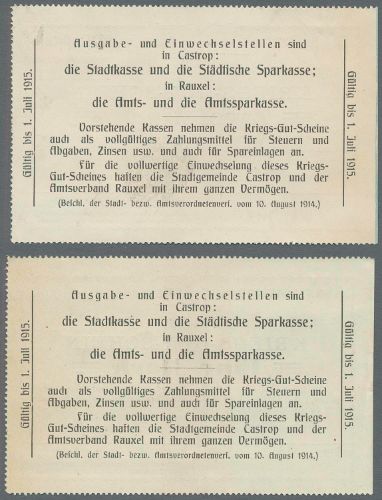 Gültig bis 1. Juli 1915.
Ausgabe- und Einwechselstellen sind
in Castrop:
die Stadtkasse und die Städtische Sparkasse;
in Rauxel:
die Amts- und die Amtssparkasse.
Vorstehende Kassen nehmen die Kriegs-Gut-Scheine
auch als vollgültiges Zahlungsmittel für Steuern und
Abgaben, Zinsen usw. und auch für Spareinlagen an.
Für die vollwertige Einwechselung dieses Kriegs-
Gut-Scheines haften die Stadtgemeinde Castrop und der
Amtsverband Rauxel mit ihrem ganzen Vermögen.
(Beschl. der Stadt- bezw. Amtsverordnetenverf. vom 10. August 1914.)
Gültig bis 1. Juli 1915.
Gültig bis 1. Juli 1915.
Ausgabe- und Einwechselstellen sind
in Castrop:
die Stadtkasse und die Städtische Sparkasse;
in Rauxel:
die Amts- und die Amtssparkasse.
Vorstehende Kassen nehmen die Kriegs-Gut-Scheine
auch als vollgültiges Zahlungsmittel für Steuern und
Abgaben, Zinsen usw. und auch für Spareinlagen an.
Für die vollwertige Einwechselung dieses Kriegs-
Gut-Scheines haften die Stadtgemeinde Castrop und der
Amtsverband Rauxel mit ihrem ganzen Vermögen.
(Beschl. der Stadt- bezw. Amtsverordnetenverf. vom 10. August 1914.)
Gültig bis 1. Juli 1915.